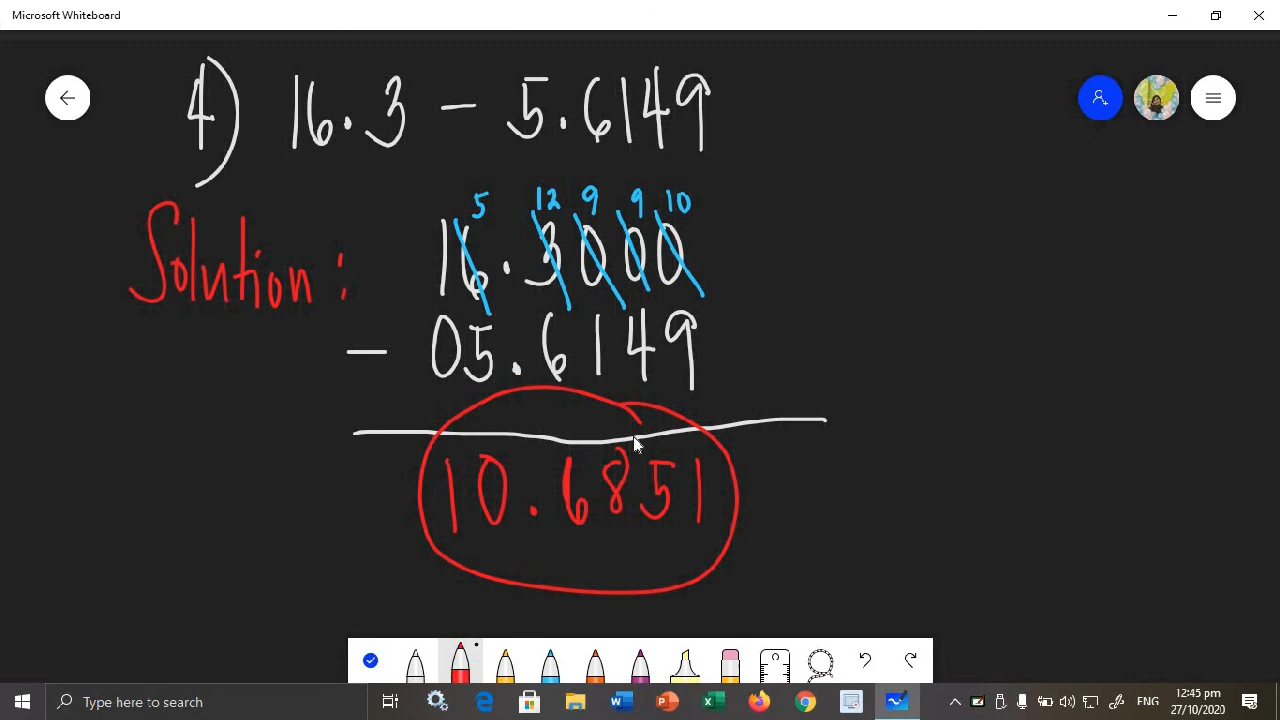 Microsoft Whiteboard
4) 16.3 - 5.6149
5 12 9 9 10
Solution: 16.3000
- 05.6149
10.6851
Type here to search
ENG
12:45 pm
27/10/2020